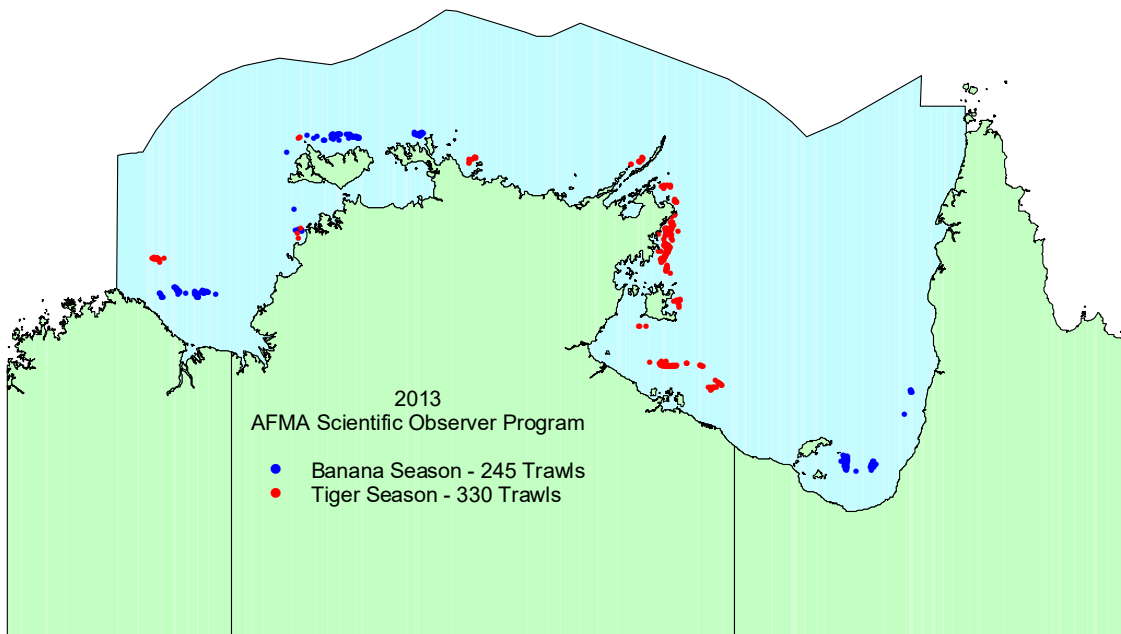 2013
AFMA Scientific Observer Program
Banana Season - 245 Trawls
Tiger Season - 330 Trawls